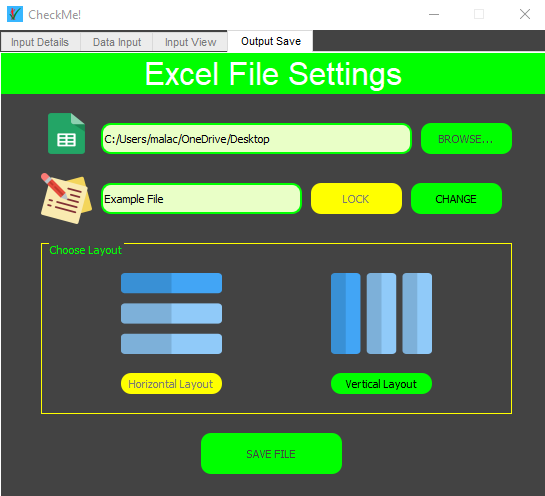 CheckMe!
Input Details Data Input Input View Output Save
Excel File Settings
C:/Users/malac/OneDrive/Desktop BROWSE...
Example File LOCK CHANGE
Choose Layout
Horizontal Layout Vertical Layout
SAVE FILE